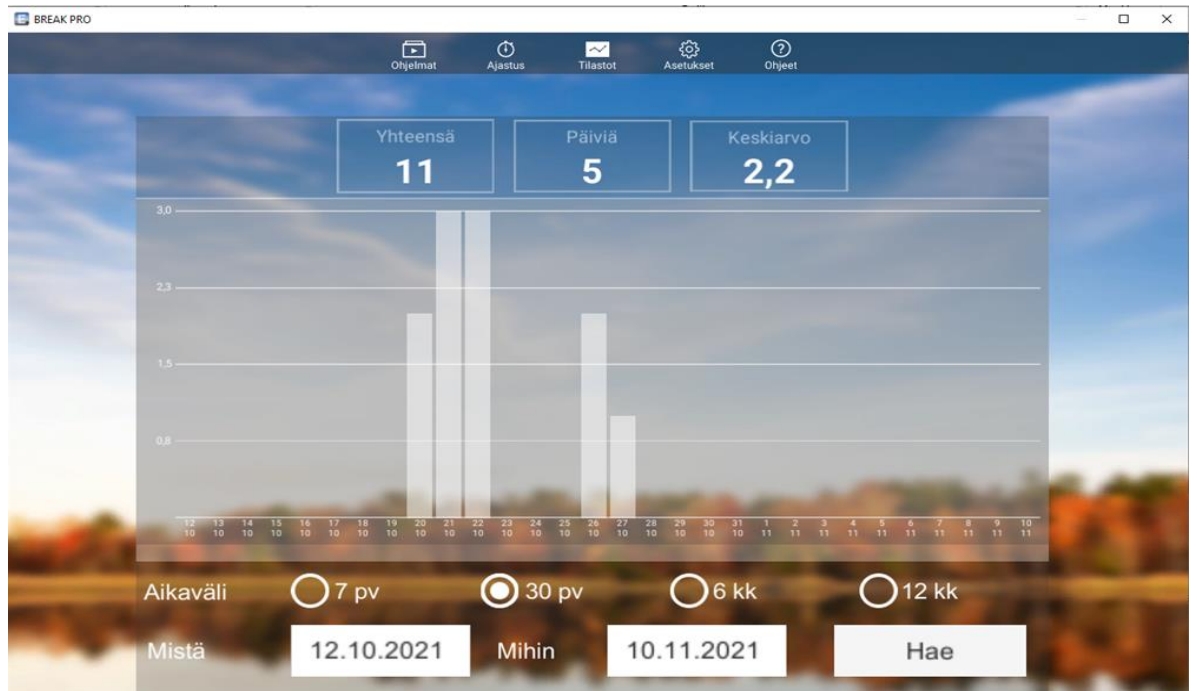 BREAK PRO
Ohjelmat Ajastus Tilastot Asetukset Ohjeet
Yhteensä Päiviä Keskiarvo
11 5 2,2
3,0
2,3
1,5
0,8
12 13 14 15 16 17 18 19 20 21 22 23 24 25 26 27 28 29 30 31 1 2 3 4 5 6 7 8 9 10
10 10 10 10 10 10 10 10 10 10 10 10 10 10 10 10 10 10 10 10 11 11 11 11 11 11 11 11 11 11
Aikaväli 7 pv 30 pv 6 kk 12 kk
Mistä 12.10.2021 Mihin 10.11.2021 Hae